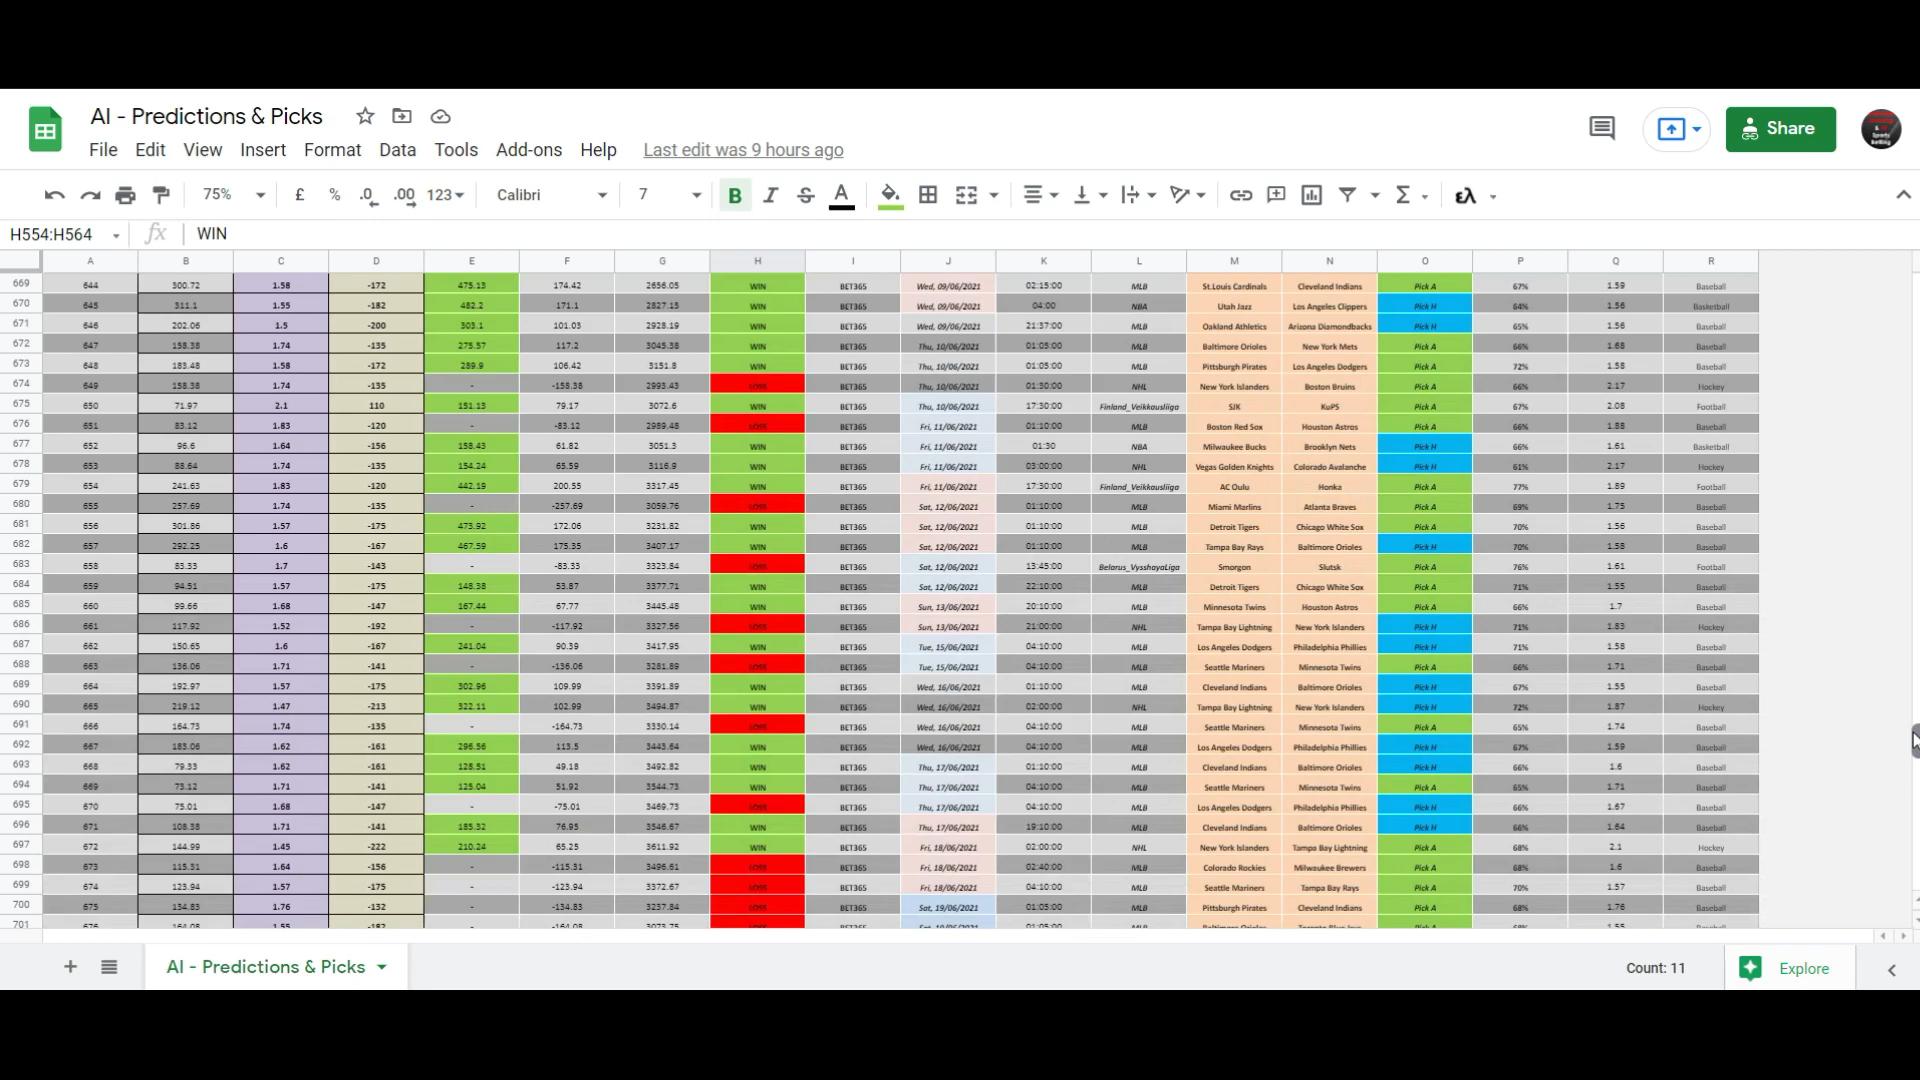 AI - Predictions & Picks
File Edit View Insert Format Data Tools Add-ons Help Last edit was 9 hours ago
Share
75% £ % .0 .00 123 Calibri 7 B I S A
H554:H564 fx WIN
A B C D E F G H I J K L M N O P Q R
669 644 300.72 1.58 -172 475.13 174.42 2656.05 WIN BET365 Wed, 09/06/2021 02:15:00 MLB St.Louis Cardinals Cleveland Indians Pick A 67% 1.59 Baseball
670 645 311.1 1.55 -182 482.2 171.1 2827.15 WIN BET365 Wed, 09/06/2021 04:00 NBA Utah Jazz Los Angeles Clippers Pick H 64% 1.56 Basketball
671 646 202.06 1.5 -200 303.1 101.03 2928.19 WIN BET365 Wed, 09/06/2021 21:37:00 MLB Oakland Athletics Arizona Diamondbacks Pick H 65% 1.56 Baseball
672 647 158.38 1.74 -135 275.57 117.2 3045.38 WIN BET365 Thu, 10/06/2021 01:05:00 MLB Baltimore Orioles New York Mets Pick A 66% 1.68 Baseball
673 648 183.48 1.58 -172 289.9 106.42 3151.8 WIN BET365 Thu, 10/06/2021 01:05:00 MLB Pittsburgh Pirates Los Angeles Dodgers Pick A 72% 1.58 Baseball
674 649 158.38 1.74 -135 - -158.38 2993.43 LOSS BET365 Thu, 10/06/2021 01:30:00 NHL New York Islanders Boston Bruins Pick A 66% 2.17 Hockey
675 650 71.97 2.1 110 151.13 79.17 3072.6 WIN BET365 Thu, 10/06/2021 17:30:00 Finland_Veikkausliiga SJK KuPS Pick A 67% 2.08 Football
676 651 83.12 1.83 -120 - -83.12 2989.48 LOSS BET365 Fri, 11/06/2021 01:10:00 MLB Boston Red Sox Houston Astros Pick A 66% 1.88 Baseball
677 652 96.6 1.64 -156 158.43 61.82 3051.3 WIN BET365 Fri, 11/06/2021 01:30 NBA Milwaukee Bucks Brooklyn Nets Pick H 66% 1.61 Basketball
678 653 88.64 1.74 -135 154.24 65.59 3116.9 WIN BET365 Fri, 11/06/2021 03:00:00 NHL Vegas Golden Knights Colorado Avalanche Pick H 61% 2.17 Hockey
679 654 241.63 1.83 -120 442.19 200.55 3317.45 WIN BET365 Fri, 11/06/2021 17:30:00 Finland_Veikkausliiga AC Oulu Honka Pick A 77% 1.89 Football
680 655 257.69 1.74 -135 - -257.69 3059.76 LOSS BET365 Sat, 12/06/2021 01:10:00 MLB Miami Marlins Atlanta Braves Pick A 69% 1.75 Baseball
681 656 301.86 1.57 -175 473.92 172.06 3231.82 WIN BET365 Sat, 12/06/2021 01:10:00 MLB Detroit Tigers Chicago White Sox Pick A 70% 1.56 Baseball
682 657 292.25 1.6 -167 467.59 175.35 3407.17 WIN BET365 Sat, 12/06/2021 01:10:00 MLB Tampa Bay Rays Baltimore Orioles Pick H 70% 1.58 Baseball
683 658 83.33 1.7 -143 - -83.33 3323.84 LOSS BET365 Sat, 12/06/2021 13:45:00 Belarus_VysshayaLiga Smorgon Slutsk Pick A 76% 1.61 Football
684 659 94.51 1.57 -175 148.38 53.87 3377.71 WIN BET365 Sat, 12/06/2021 22:10:00 MLB Detroit Tigers Chicago White Sox Pick A 71% 1.55 Baseball
685 660 99.66 1.68 -147 167.44 67.77 3445.48 WIN BET365 Sun, 13/06/2021 20:10:00 MLB Minnesota Twins Houston Astros Pick A 66% 1.7 Baseball
686 661 117.92 1.52 -192 - -117.92 3327.56 LOSS BET365 Sun, 13/06/2021 21:00:00 NHL Tampa Bay Lightning New York Islanders Pick H 71% 1.83 Hockey
687 662 150.65 1.6 -167 241.04 90.39 3417.95 WIN BET365 Tue, 15/06/2021 04:10:00 MLB Los Angeles Dodgers Philadelphia Phillies Pick H 71% 1.58 Baseball
688 663 136.06 1.71 -141 - -136.06 3281.89 LOSS BET365 Tue, 15/06/2021 04:10:00 MLB Seattle Mariners Minnesota Twins Pick A 66% 1.71 Baseball
689 664 192.97 1.57 -175 302.96 109.99 3391.89 WIN BET365 Wed, 16/06/2021 01:10:00 MLB Cleveland Indians Baltimore Orioles Pick H 67% 1.55 Baseball
690 665 219.12 1.47 -213 322.11 102.99 3494.87 WIN BET365 Wed, 16/06/2021 02:00:00 NHL Tampa Bay Lightning New York Islanders Pick H 72% 1.87 Hockey
691 666 164.73 1.74 -135 - -164.73 3330.14 LOSS BET365 Wed, 16/06/2021 04:10:00 MLB Seattle Mariners Minnesota Twins Pick A 65% 1.74 Baseball
692 667 183.06 1.62 -161 296.56 113.5 3443.64 WIN BET365 Wed, 16/06/2021 04:10:00 MLB Los Angeles Dodgers Philadelphia Phillies Pick H 67% 1.59 Baseball
693 668 79.33 1.62 -161 128.51 49.18 3492.82 WIN BET365 Thu, 17/06/2021 01:10:00 MLB Cleveland Indians Baltimore Orioles Pick H 66% 1.6 Baseball
694 669 73.12 1.71 -141 125.04 51.92 3544.73 WIN BET365 Thu, 17/06/2021 04:10:00 MLB Seattle Mariners Minnesota Twins Pick A 65% 1.71 Baseball
695 670 75.01 1.68 -147 - -75.01 3469.73 LOSS BET365 Thu, 17/06/2021 04:10:00 MLB Los Angeles Dodgers Philadelphia Phillies Pick H 66% 1.67 Baseball
696 671 108.38 1.71 -141 185.32 76.95 3546.67 WIN BET365 Thu, 17/06/2021 19:10:00 MLB Cleveland Indians Baltimore Orioles Pick H 66% 1.64 Baseball
697 672 144.99 1.45 -222 210.24 65.25 3611.92 WIN BET365 Fri, 18/06/2021 02:00:00 NHL New York Islanders Tampa Bay Lightning Pick A 68% 2.1 Hockey
698 673 115.31 1.64 -156 - -115.31 3496.61 LOSS BET365 Fri, 18/06/2021 02:40:00 MLB Colorado Rockies Milwaukee Brewers Pick A 68% 1.6 Baseball
699 674 123.94 1.57 -175 - -123.94 3372.67 LOSS BET365 Fri, 18/06/2021 04:10:00 MLB Seattle Mariners Tampa Bay Rays Pick A 70% 1.57 Baseball
700 675 134.83 1.76 -132 - -134.83 3237.84 LOSS BET365 Sat, 19/06/2021 01:05:00 MLB Pittsburgh Pirates Cleveland Indians Pick A 68% 1.76 Baseball
701 676 164.08 1.55 -182 - -164.08 3073.75 LOSS BET365 Sat, 19/06/2021 01:05:00 MLB Baltimore Orioles Toronto Blue Jays Pick A 68% 1.55 Baseball
AI - Predictions & Picks Count: 11 Explore